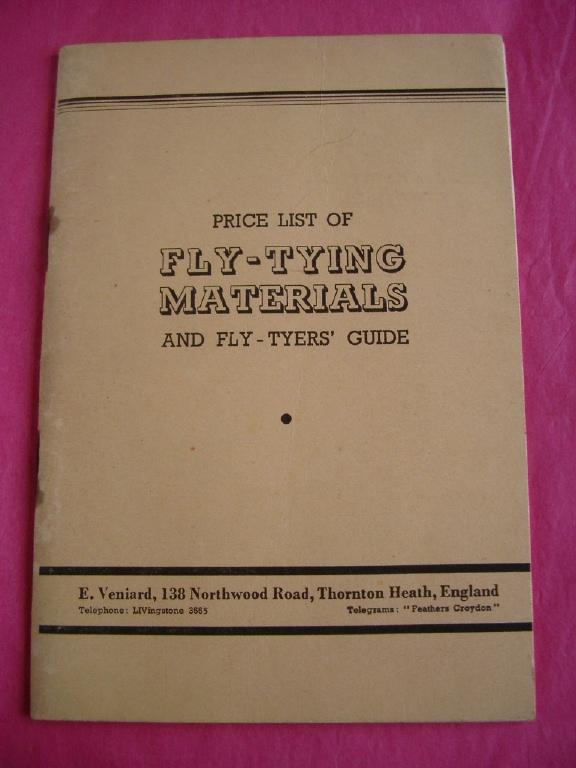 PRICE LIST OF
FLY-TYING
MATERIALS
AND FLY-TYERS' GUIDE
E. Veniard, 138 Northwood Road, Thornton Heath, England
Telephone: LIVingstone 3665 Telegrams: "Feathers Croydon"